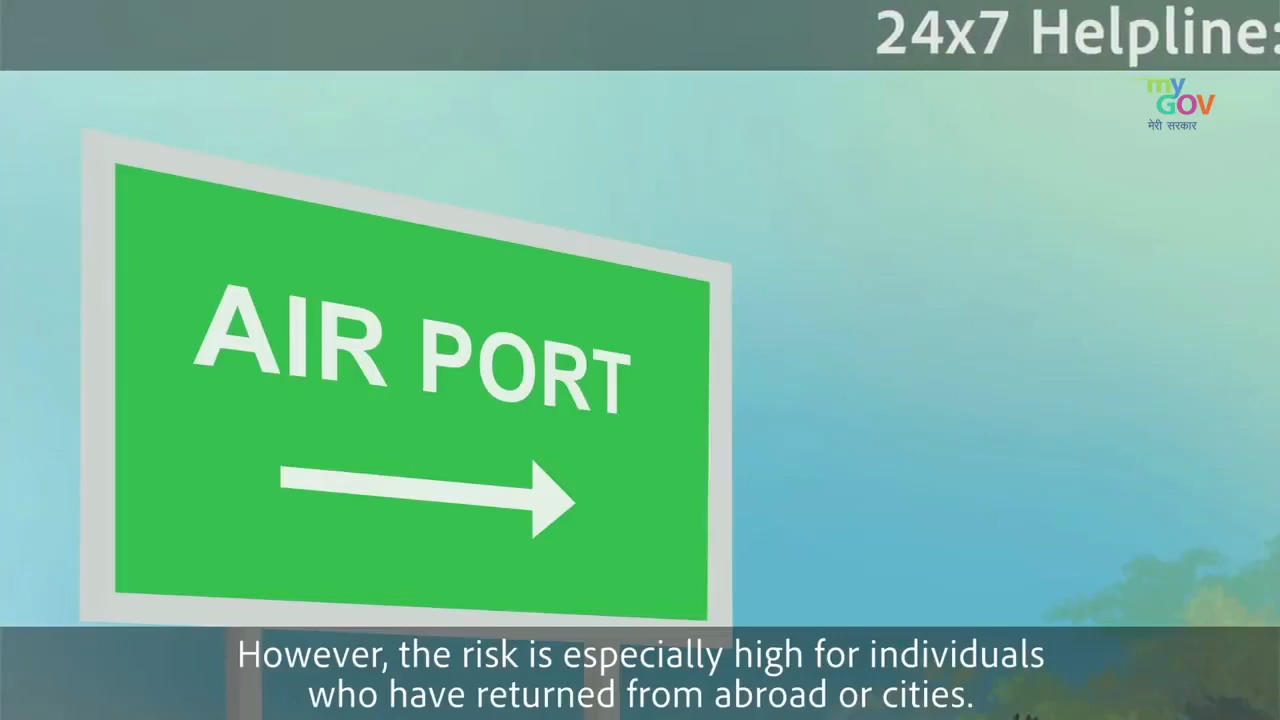 24x7 Helpline:
my
GOV
मेरी सरकार
AIR PORT
However, the risk is especially high for individuals
who have returned from abroad or cities.